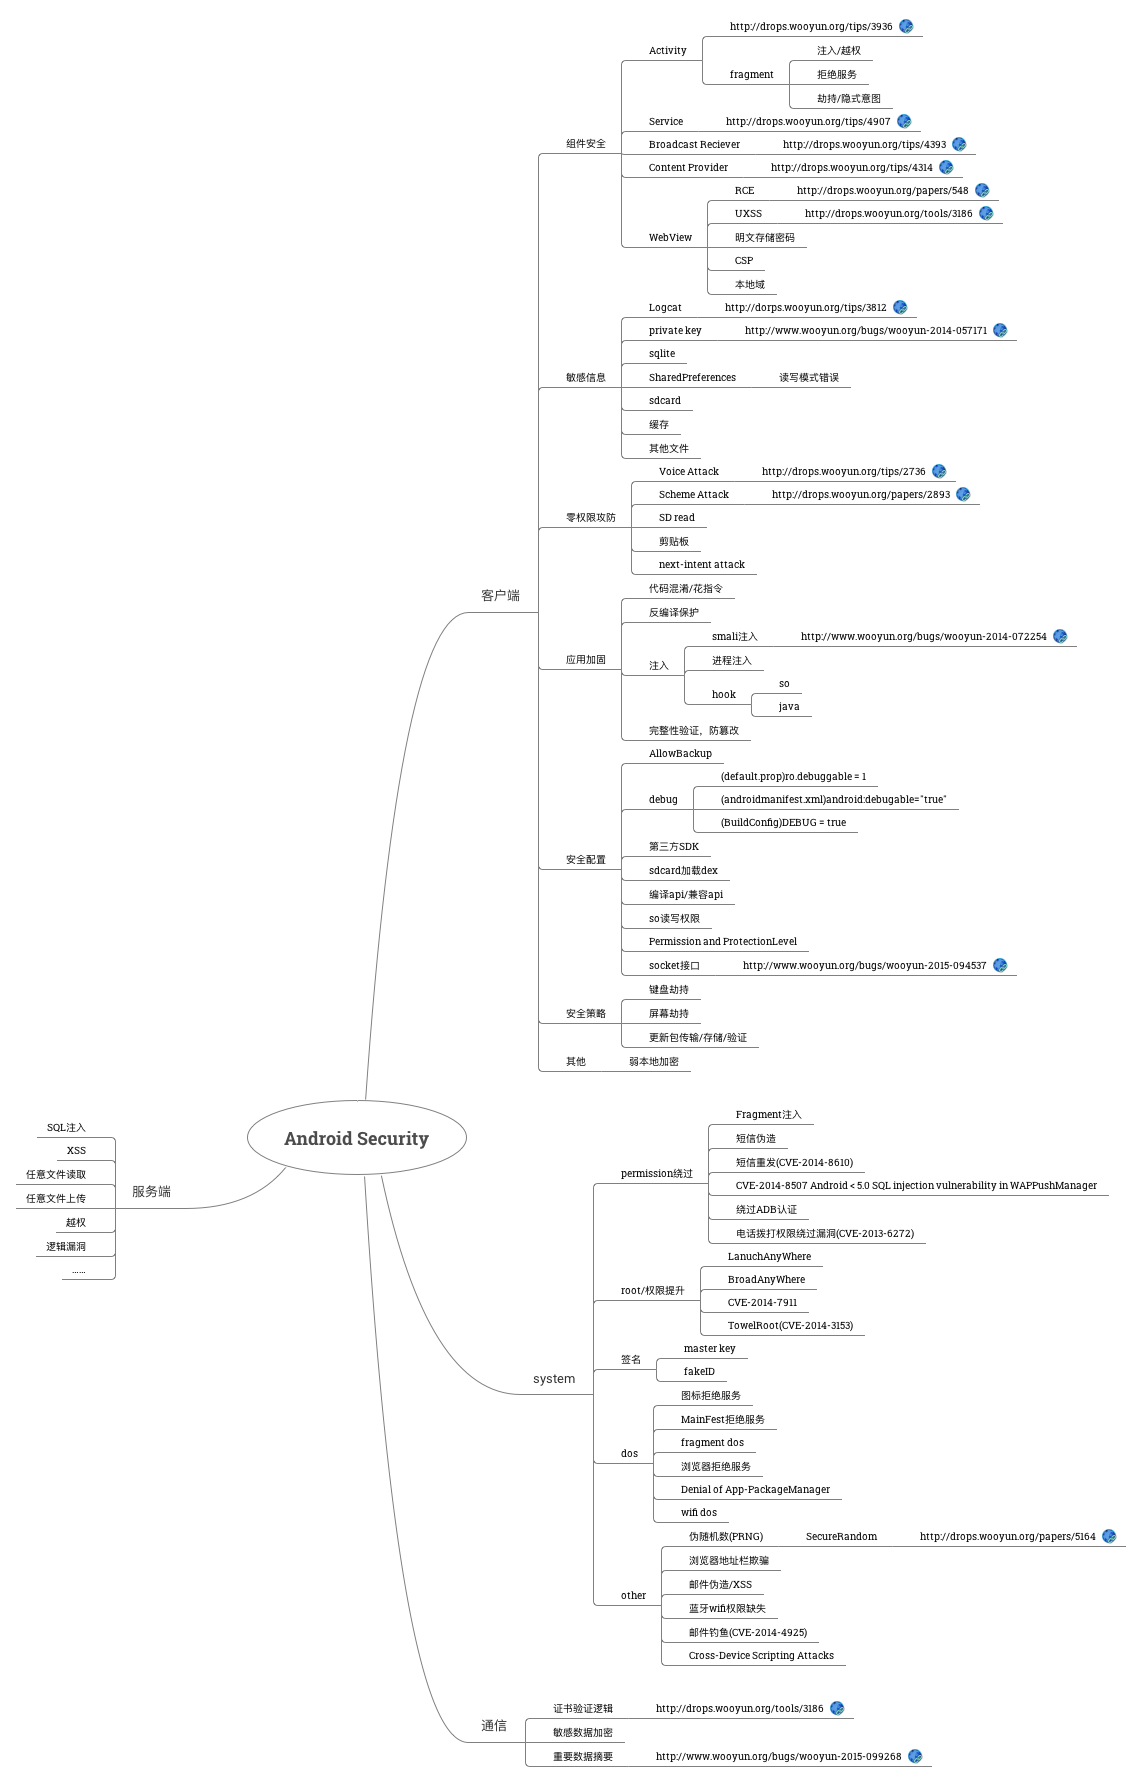 http://drops.wooyun.org/tips/3936
Activity
注入/越权
fragment
拒绝服务
劫持/隐式意图
Service http://drops.wooyun.org/tips/4907
组件安全
Broadcast Reciever http://drops.wooyun.org/tips/4393
Content Provider http://drops.wooyun.org/tips/4314
RCE http://drops.wooyun.org/papers/548
UXSS http://drops.wooyun.org/tools/3186
WebView
明文存储密码
CSP
本地域
Logcat http://dorps.wooyun.org/tips/3812
private key http://www.wooyun.org/bugs/wooyun-2014-057171
sqlite
敏感信息
SharedPreferences 读写模式错误
sdcard
缓存
其他文件
Voice Attack http://drops.wooyun.org/tips/2736
Scheme Attack http://drops.wooyun.org/papers/2893
零权限攻防
SD read
剪贴板
next-intent attack
客户端
代码混淆/花指令
反编译保护
应用加固
注入
smali注入 http://www.wooyun.org/bugs/wooyun-2014-072254
进程注入
hook
so
java
完整性验证，防篡改
AllowBackup
debug
(default.prop)ro.debuggable = 1
(androidmanifest.xml)android:debugable="true"
(BuildConfig)DEBUG = true
安全配置
第三方SDK
sdcard加载dex
编译api/兼容api
so读写权限
Permission and ProtectionLevel
socket接口 http://www.wooyun.org/bugs/wooyun-2015-094537
键盘劫持
安全策略
屏幕劫持
更新包传输/存储/验证
其他 弱本地加密
Android Security
SQL注入
XSS
任意文件读取
服务端
任意文件上传
越权
逻辑漏洞
......
Fragment注入
短信伪造
permission绕过
短信重发(CVE-2014-8610)
CVE-2014-8507 Android < 5.0 SQL injection vulnerability in WAPPushManager
绕过ADB认证
电话拨打权限绕过漏洞(CVE-2013-6272)
LanuchAnyWhere
root/权限提升
BroadAnyWhere
CVE-2014-7911
TowelRoot(CVE-2014-3153)
签名
master key
fakeID
system
图标拒绝服务
MainFest拒绝服务
dos
fragment dos
浏览器拒绝服务
Denial of App-PackageManager
wifi dos
伪随机数(PRNG) SecureRandom http://drops.wooyun.org/papers/5164
浏览器地址栏欺骗
other
邮件伪造/XSS
蓝牙wifi权限缺失
邮件钓鱼(CVE-2014-4925)
Cross-Device Scripting Attacks
通信
证书验证逻辑 http://drops.wooyun.org/tools/3186
敏感数据加密
重要数据摘要 http://www.wooyun.org/bugs/wooyun-2015-099268